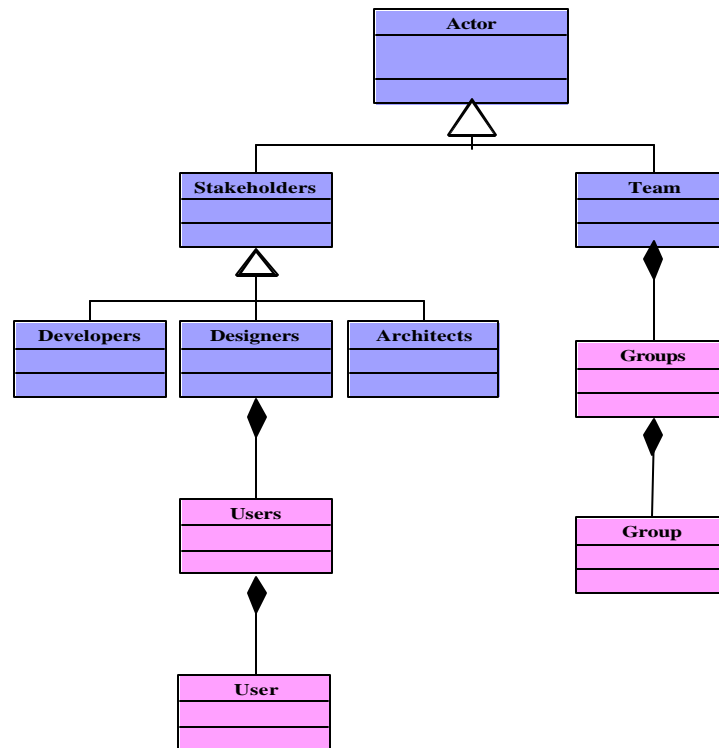 Actor
Stakeholders
Team
Developers
Designers
Architects
Groups
Users
Group
User